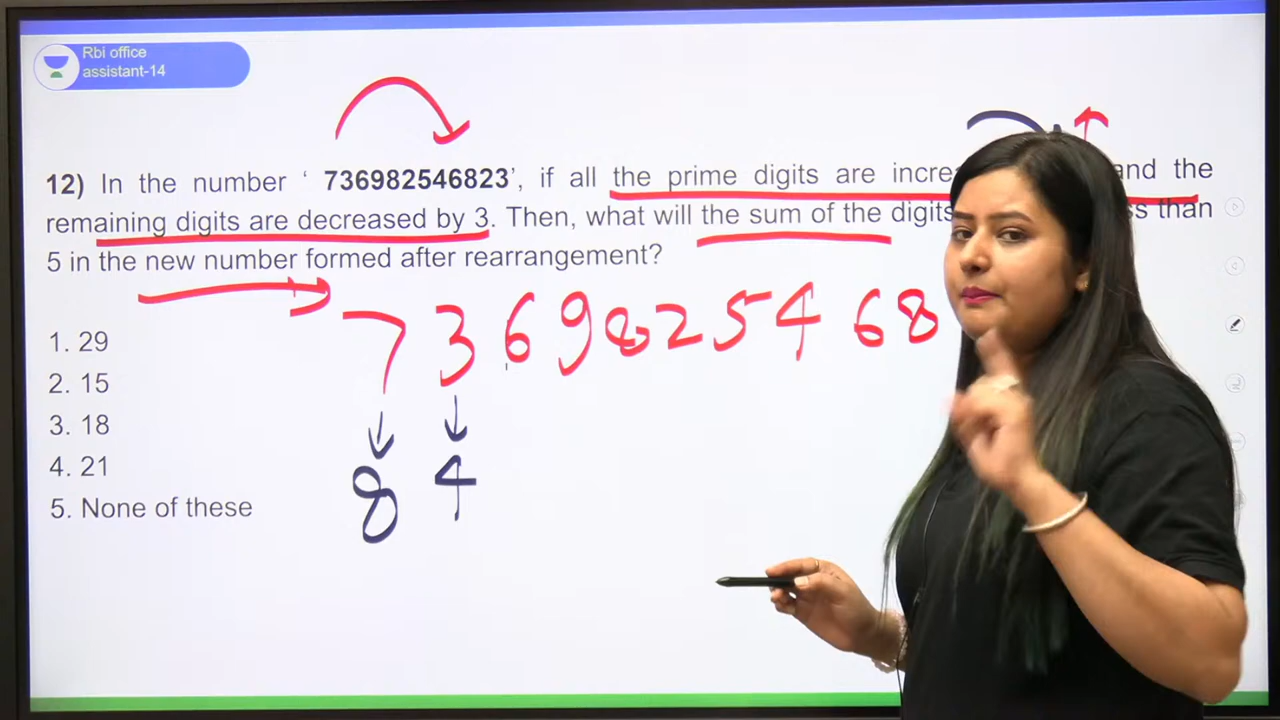 Rbi office
assistant-14
12) In the number ‘ 736982546823’, if all the prime digits are and the
remaining digits are decreased by 3. Then, what will the sum of the digits than
5 in the new number formed after rearrangement?
7 3 6 9 8 2 5 4 6 8
1. 29
2. 15
3. 18
4. 21
5. None of these
8 4